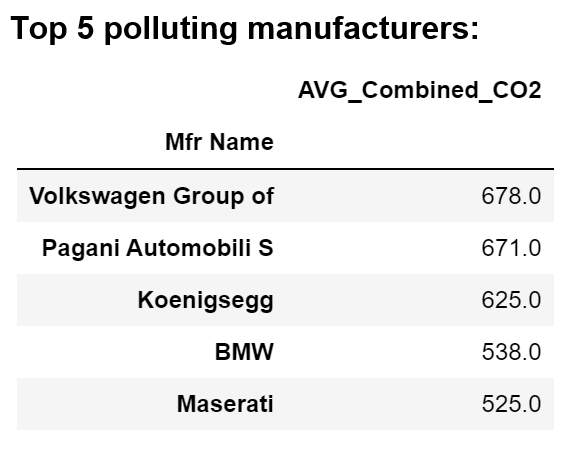 Top 5 polluting manufacturers:
AVG_Combined_CO2
Mfr Name
Volkswagen Group of 678.0
Pagani Automobili S 671.0
Koenigsegg 625.0
BMW 538.0
Maserati 525.0